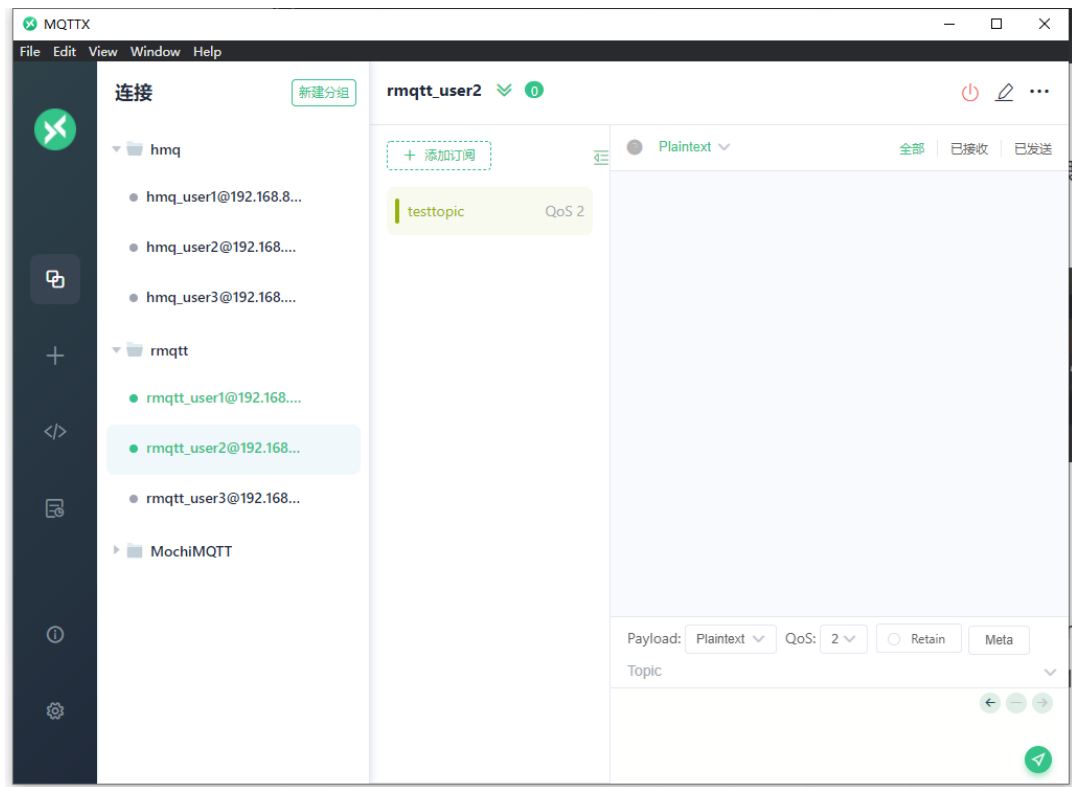 MQTTX
File Edit View Window Help
连接
新建分组
hmq
hmq_user1@192.168.8...
hmq_user2@192.168....
hmq_user3@192.168....
rmqtt
rmqtt_user1@192.168....
rmqtt_user2@192.168...
rmqtt_user3@192.168...
MochiMQTT
rmqtt_user2 0
+ 添加订阅
testtopic QoS 2
Plaintext
全部 已接收 已发送
Payload: Plaintext QoS: 2 Retain Meta
Topic